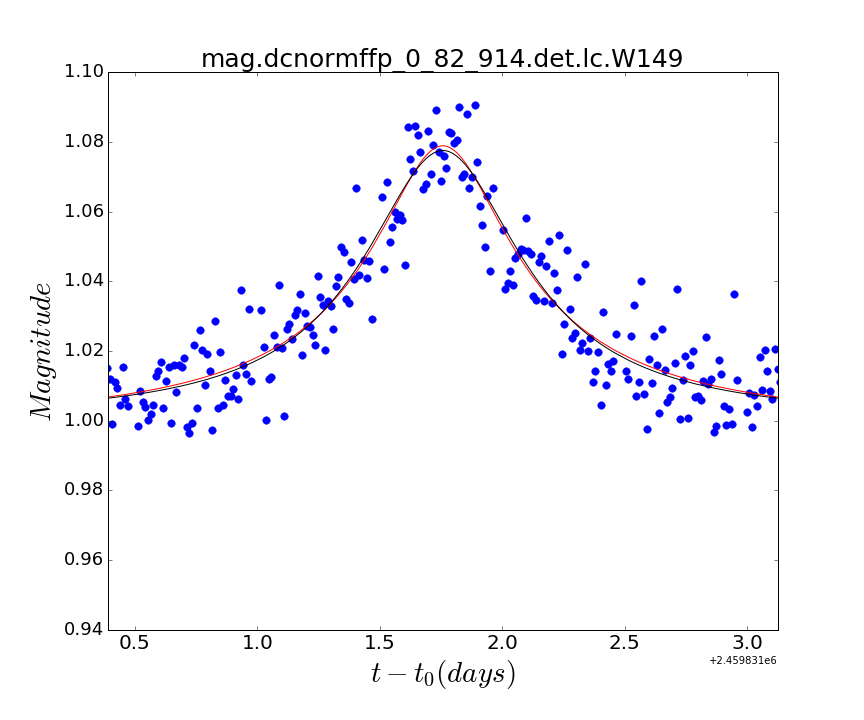 mag.dcnormffp_0_82_914.det.lc.W149
1.10
1.08
1.06
1.04
1.02
1.00
0.98
0.96
0.94
Magnitude
0.5 1.0 1.5 2.0 2.5 3.0
+2.459831e6
t − t₀(days)